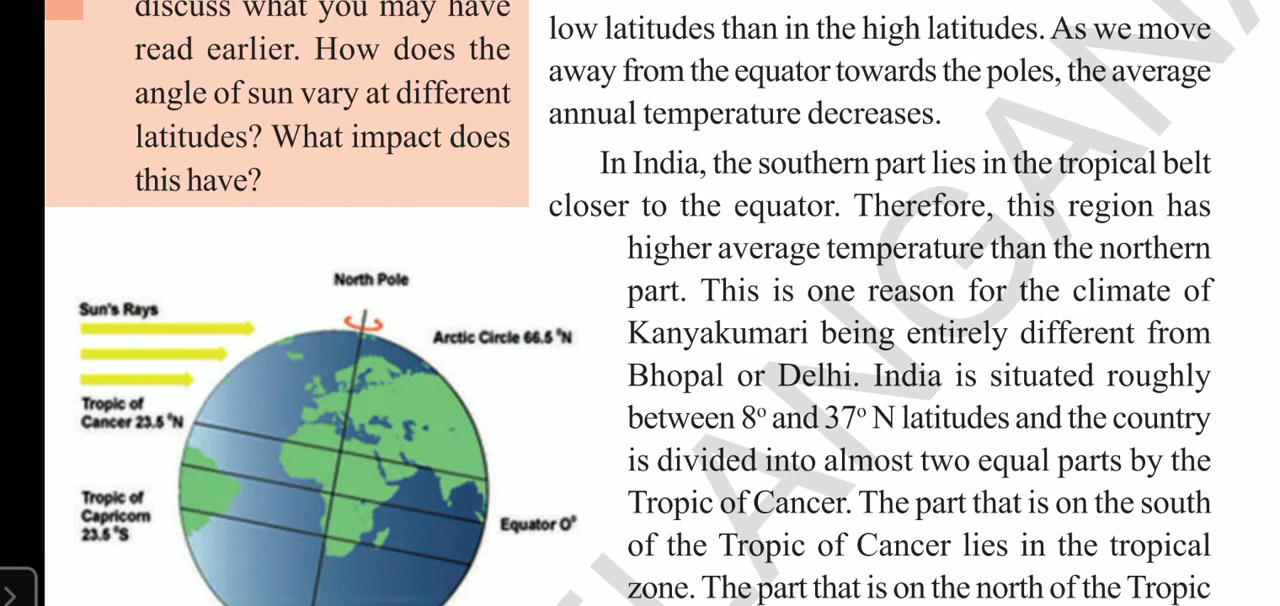 discuss what you may have
read earlier. How does the
angle of sun vary at different
latitudes? What impact does
this have?
low latitudes than in the high latitudes. As we move
away from the equator towards the poles, the average
annual temperature decreases.
In India, the southern part lies in the tropical belt
closer to the equator. Therefore, this region has
higher average temperature than the northern
part. This is one reason for the climate of
Kanyakumari being entirely different from
Bhopal or Delhi. India is situated roughly
between 8º and 37º N latitudes and the country
is divided into almost two equal parts by the
Tropic of Cancer. The part that is on the south
of the Tropic of Cancer lies in the tropical
zone. The part that is on the north of the Tropic
North Pole
Sun's Rays
Arctic Circle 66.5 ºN
Tropic of
Cancer 23.5 ºN
Tropic of
Capricorn
23.5 ºS
Equator 0º